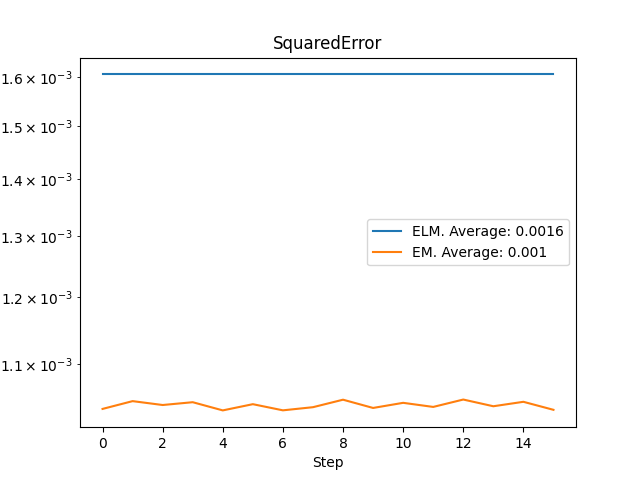 SquaredError
1.6 × 10⁻³
1.5 × 10⁻³
1.4 × 10⁻³
1.3 × 10⁻³
1.2 × 10⁻³
1.1 × 10⁻³
ELM. Average: 0.0016
EM. Average: 0.001
0 2 4 6 8 10 12 14
Step